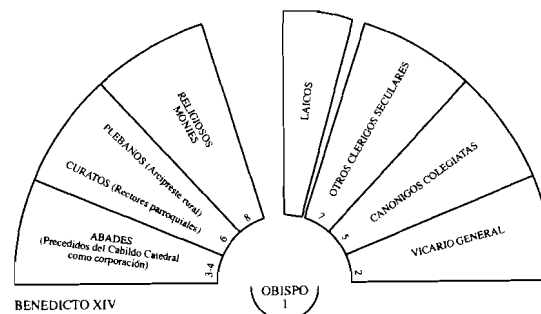 RELIGIOSOS
MONJES
8
PLEBANOS (Arcipreste rural)
CURATOS (Rectores parroquiales)
6
ABADES
(Precedidos del Cabildo Catedral
como corporación)
3-4
LAICOS
OTROS CLERIGOS SECULARES
7
CANONIGOS COLEGIATAS
5
VICARIO GENERAL
2
OBISPO
1
BENEDICTO XIV